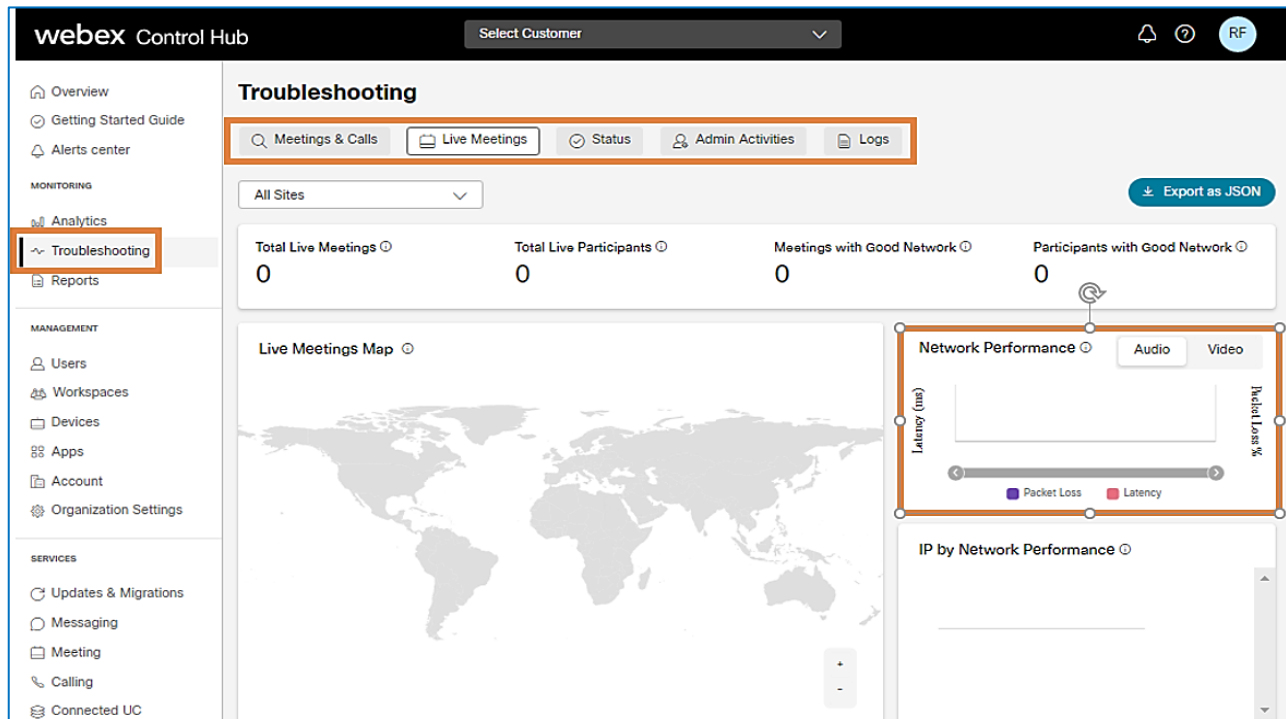 webex Control Hub
Select Customer
RF
Overview
Getting Started Guide
Alerts center
MONITORING
Analytics
Troubleshooting
Reports
MANAGEMENT
Users
Workspaces
Devices
Apps
Account
Organization Settings
SERVICES
Updates & Migrations
Messaging
Meeting
Calling
Connected UC
Troubleshooting
Meetings & Calls
Live Meetings
Status
Admin Activities
Logs
All Sites
Export as JSON
Total Live Meetings
0
Total Live Participants
0
Meetings with Good Network
0
Participants with Good Network
0
Live Meetings Map
+
-
Network Performance
Audio
Video
Latency (ms)
Packet Loss %
Packet Loss
Latency
IP by Network Performance